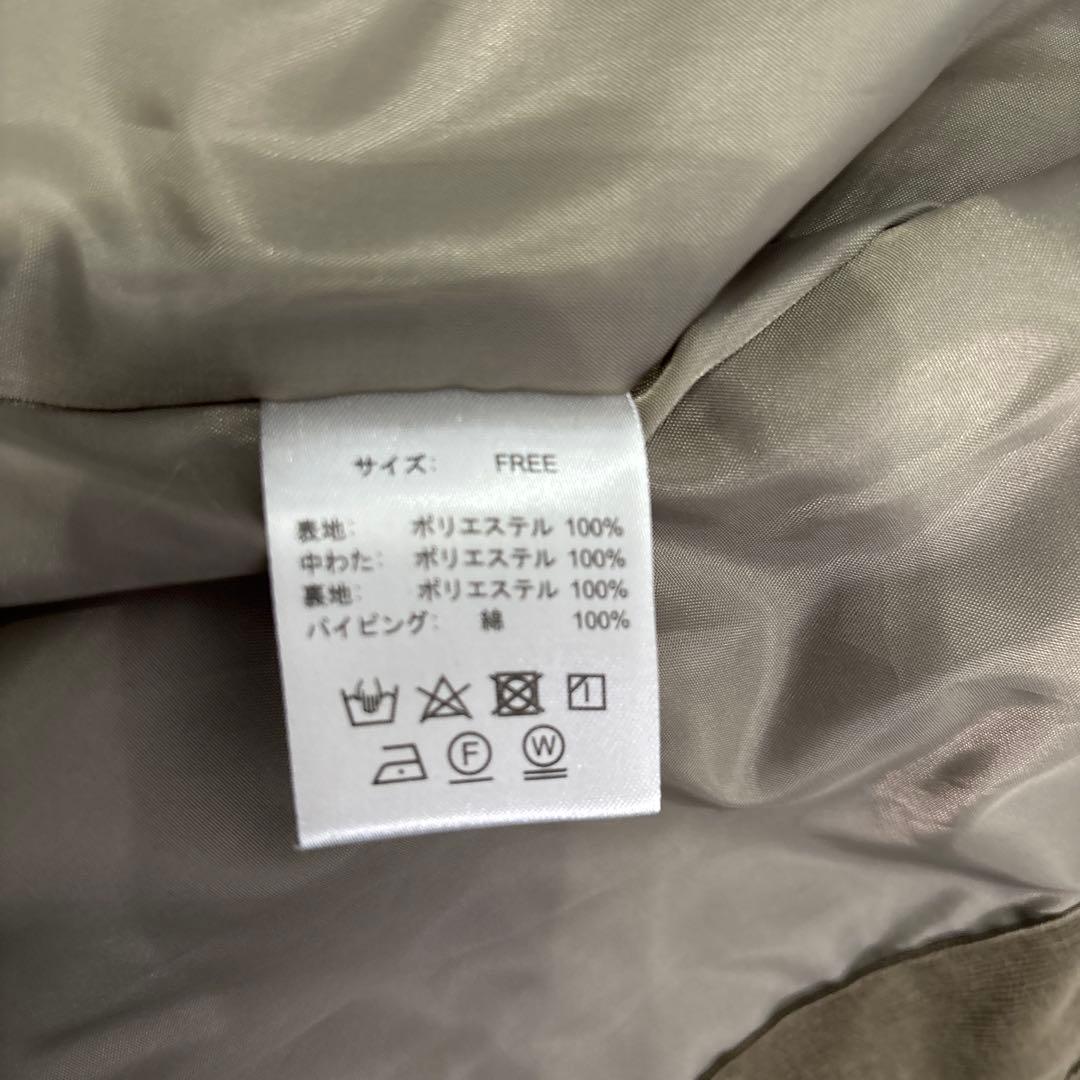 サイズ: FREE
表地: ポリエステル 100%
中わた: ポリエステル 100%
裏地: ポリエステル 100%
パイピング: 綿 100%
F W